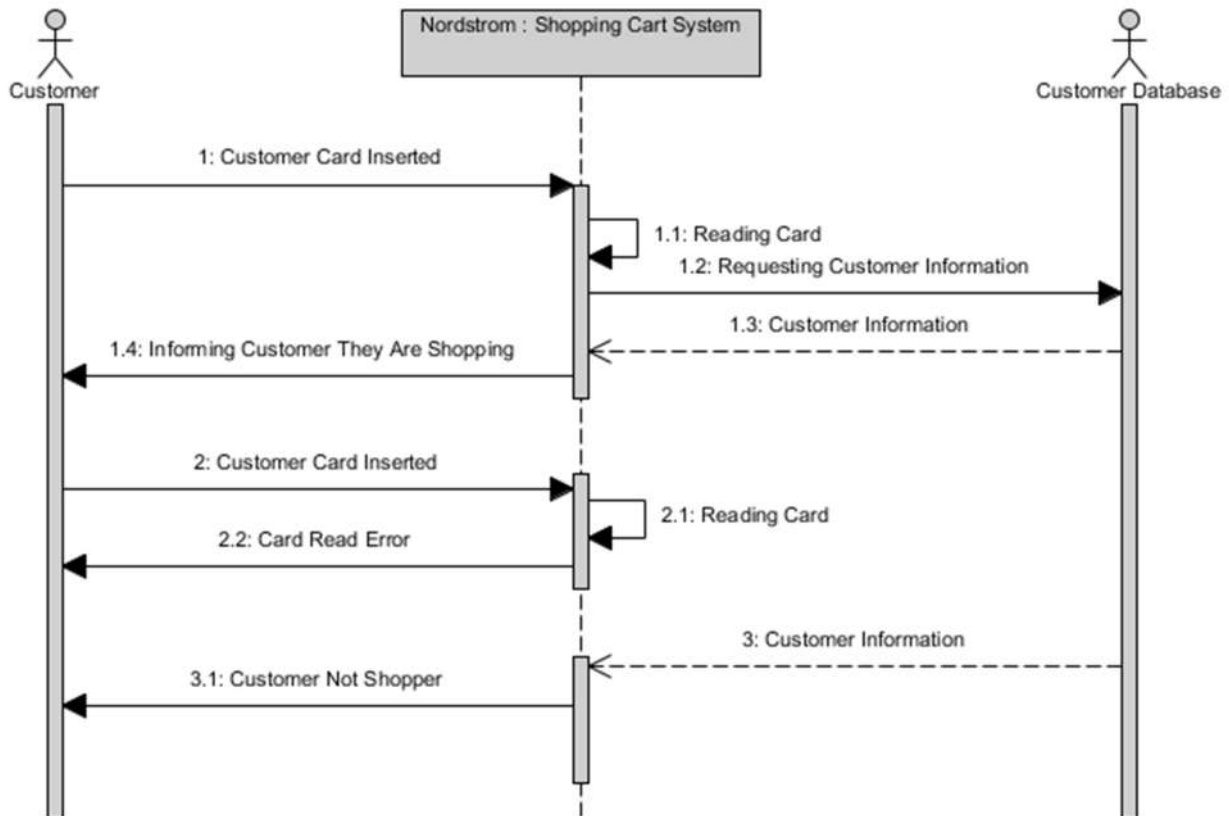 Nordstrom : Shopping Cart System
Customer
Customer Database
1: Customer Card Inserted
1.1: Reading Card
1.2: Requesting Customer Information
1.3: Customer Information
1.4: Informing Customer They Are Shopping
2: Customer Card Inserted
2.1: Reading Card
2.2: Card Read Error
3: Customer Information
3.1: Customer Not Shopper